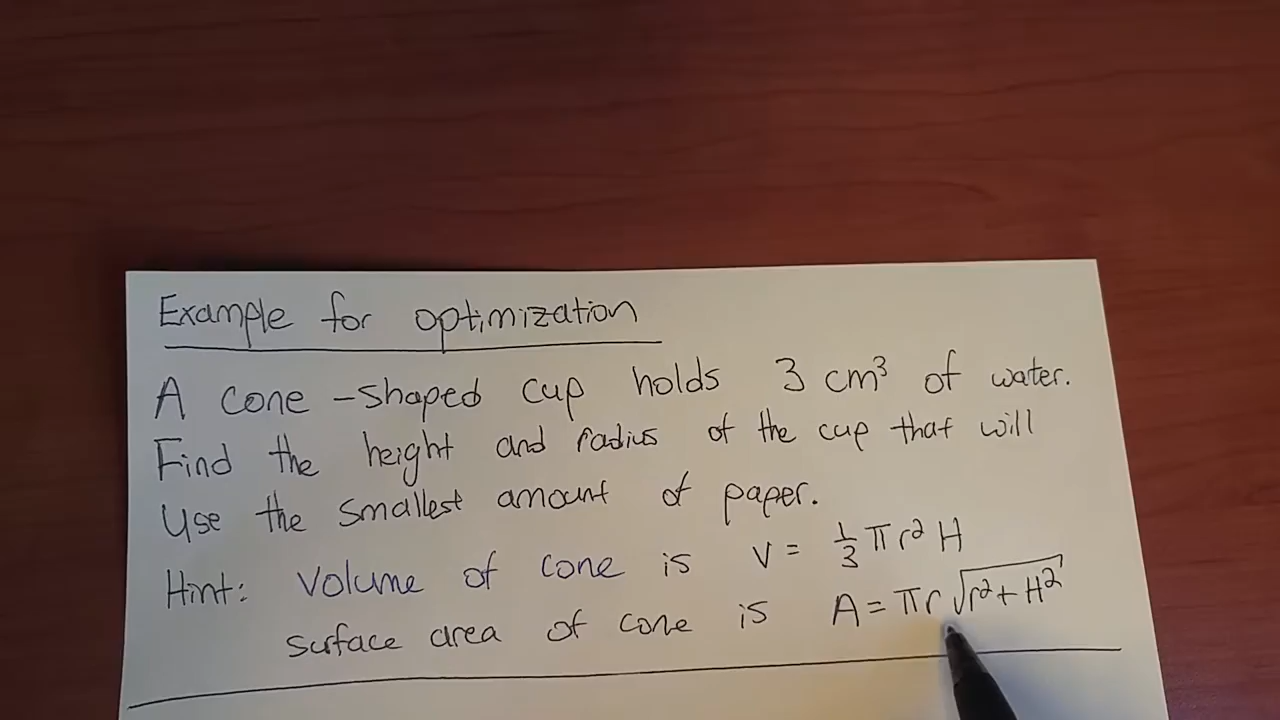 Example for optimization
A cone-shaped cup holds 3 cm³ of water.
Find the height and radius of the cup that will
Use the smallest amount of paper.
Hint: Volume of cone is V = 1/3 πr² H
surface area of cone is A = πr √(r² + H²)